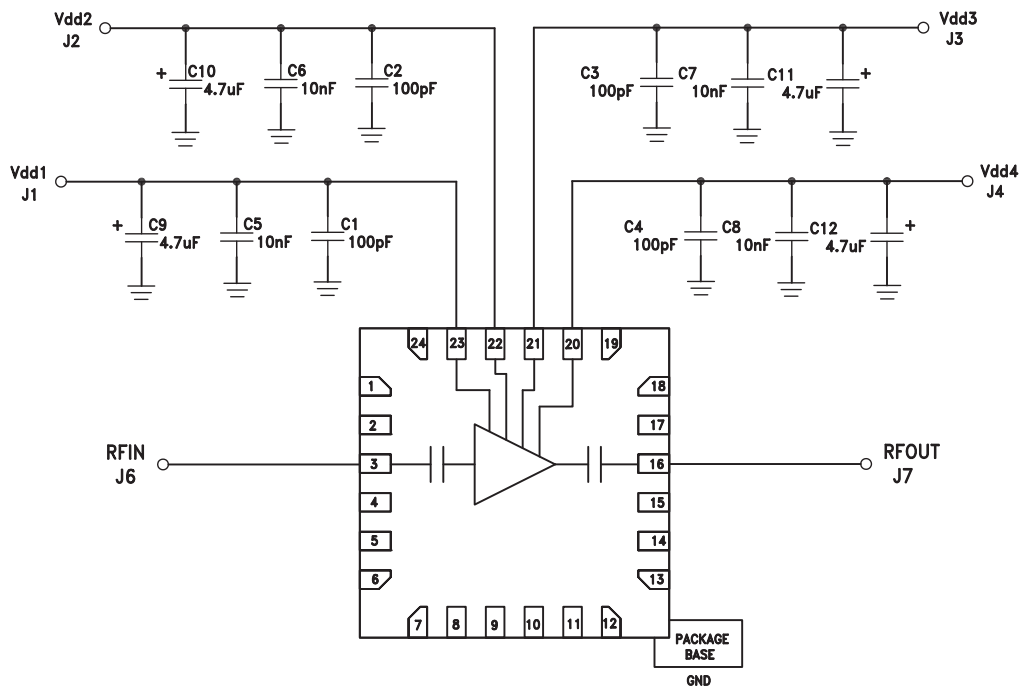 Vdd2
J2
C10
4.7uF
+
C6
10nF
C2
100pF
Vdd3
J3
C3
100pF
C7
10nF
C11
4.7uF
+
Vdd1
J1
+
C9
4.7uF
C5
10nF
C1
100pF
Vdd4
J4
C4
100pF
C8
10nF
C12
4.7uF
+
24
23
22
21
20
19
1
2
3
4
5
6
18
17
16
15
14
13
RFIN
J6
RFOUT
J7
7
8
9
10
11
12
PACKAGE
BASE
GND